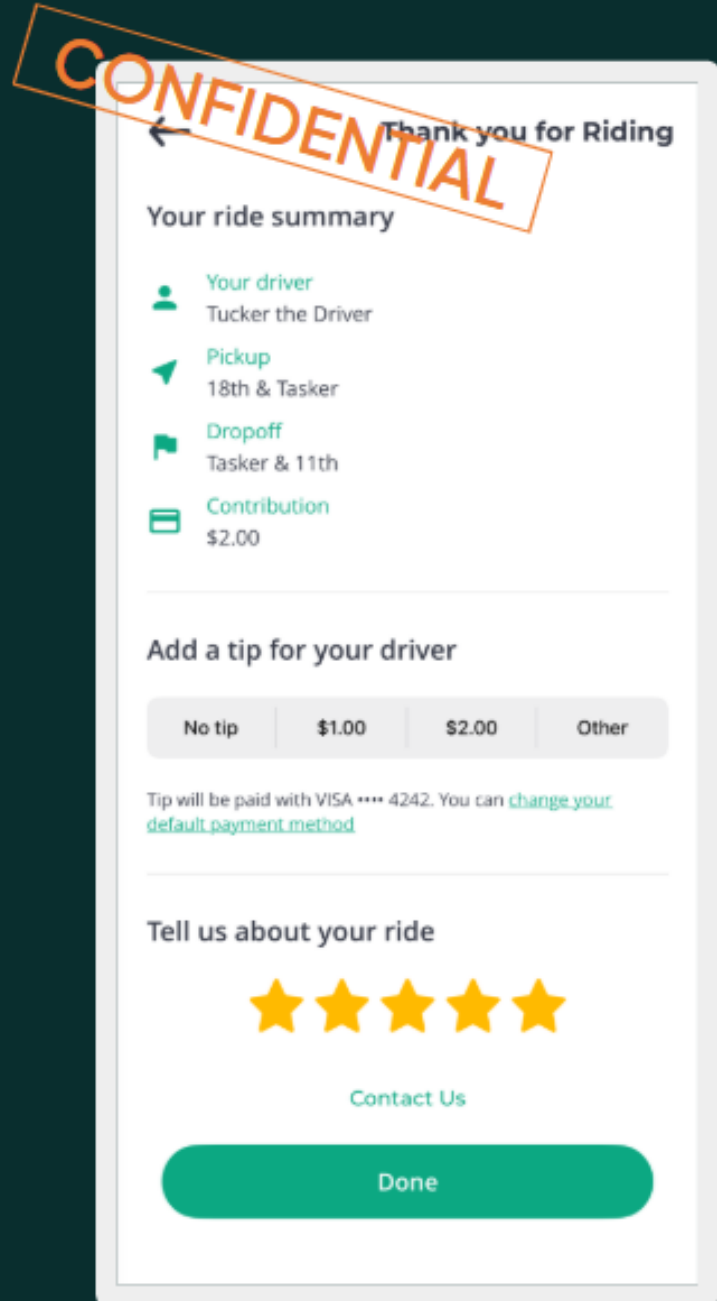 CONFIDENTIAL
Thank you for Riding
Your ride summary
Your driver
Tucker the Driver
Pickup
18th & Tasker
Dropoff
Tasker & 11th
Contribution
$2.00
Add a tip for your driver
No tip $1.00 $2.00 Other
Tip will be paid with VISA •••• 4242. You can change your
default payment method
Tell us about your ride
Contact Us
Done